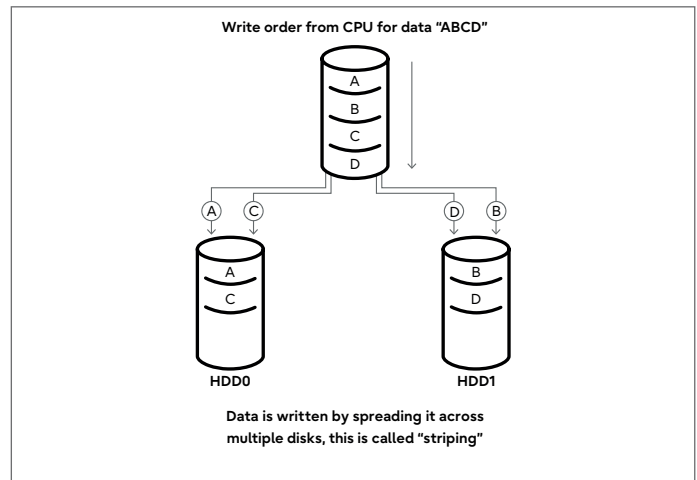 Write order from CPU for data “ABCD”
A
B
C
D
A C D B
A B
C D
HDD0 HDD1
Data is written by spreading it across
multiple disks, this is called “striping”